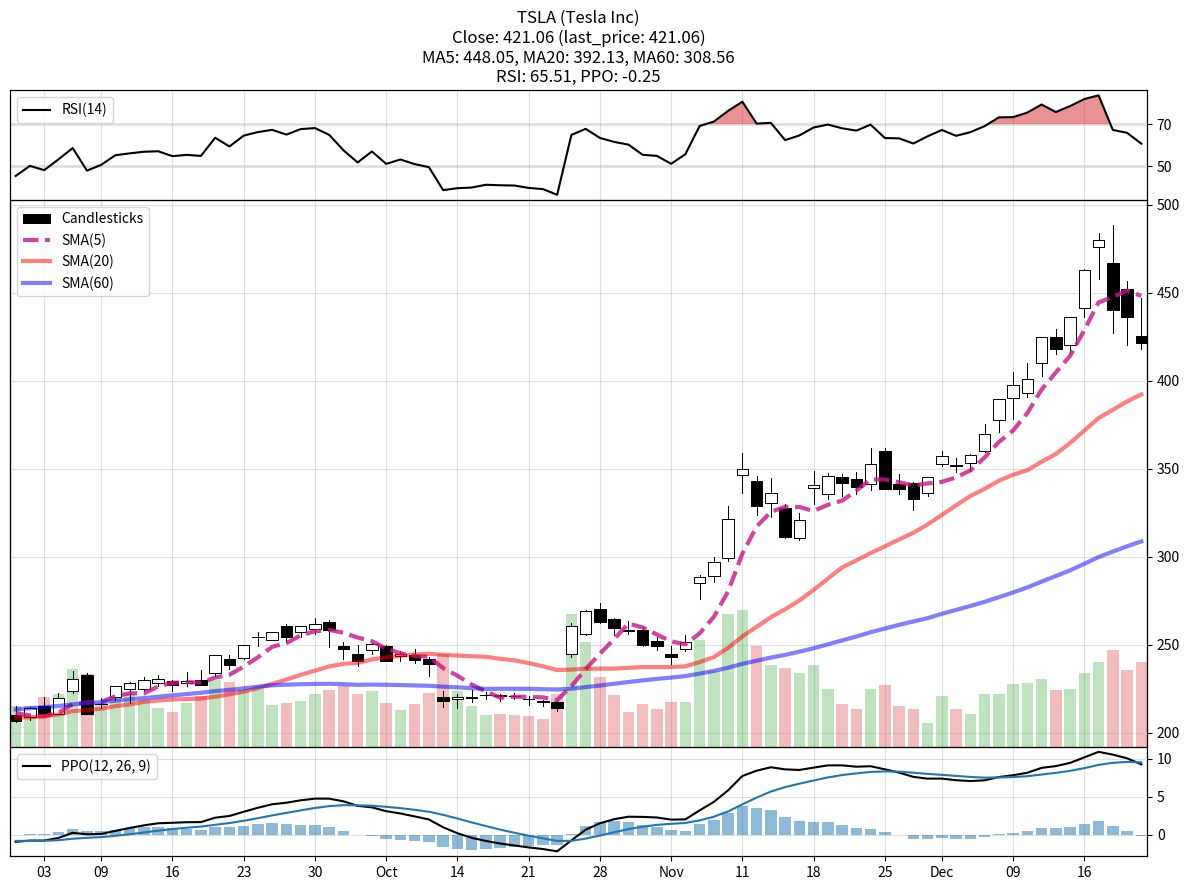 TSLA (Tesla Inc)
Close: 421.06 (last_price: 421.06)
MA5: 448.05, MA20: 392.13, MA60: 308.56
RSI: 65.51, PPO: -0.25
RSI(14)
70
50
Candlesticks
SMA(5)
SMA(20)
SMA(60)
500
450
400
350
300
250
200
PPO(12, 26, 9)
10
5
0
03 09 16 23 30 Oct 14 21 28 Nov 11 18 25 Dec 09 16